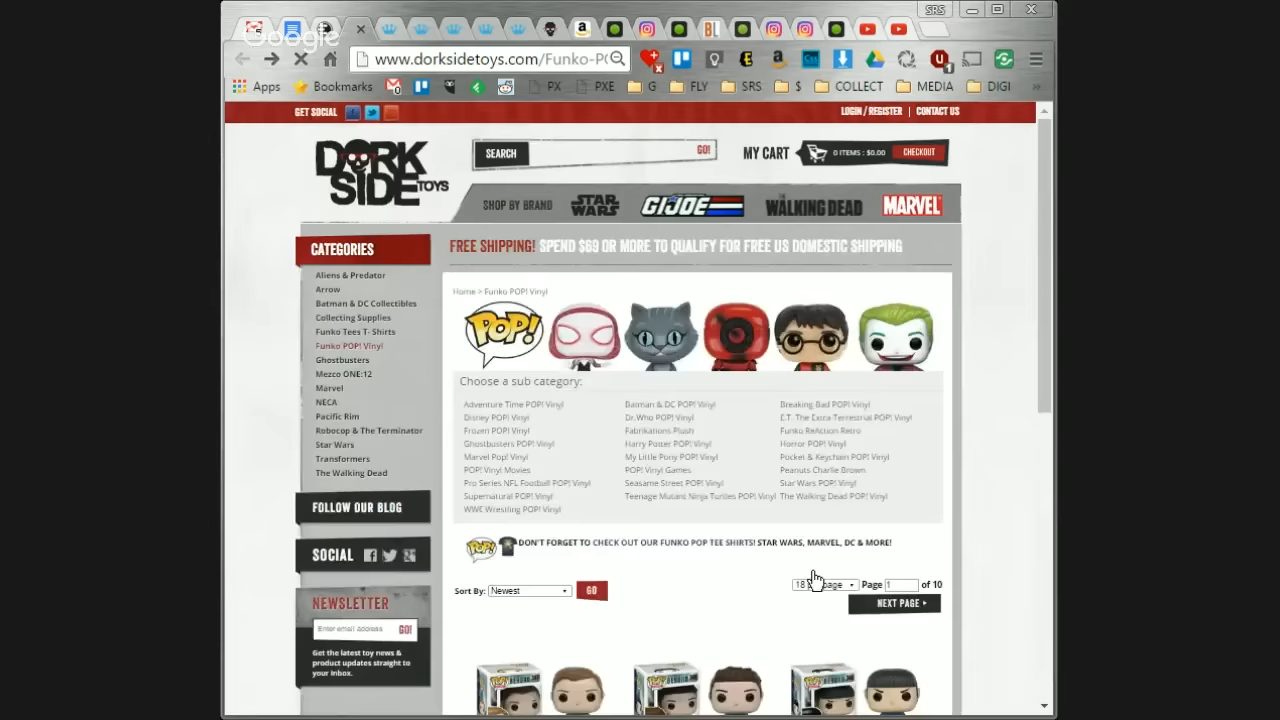 SRS
Google
www.dorksidetoys.com/Funko-P
Apps Bookmarks PX PXE G FLY SRS $ COLLECT MEDIA DIGI
GET SOCIAL
LOGIN / REGISTER | CONTACT US
DORK SIDE TOYS
SEARCH GO!
MY CART 0 ITEMS : $0.00 CHECKOUT
SHOP BY BRAND STAR WARS G.I. JOE THE WALKING DEAD MARVEL
CATEGORIES
FREE SHIPPING! SPEND $69 OR MORE TO QUALIFY FOR FREE US DOMESTIC SHIPPING
Aliens & Predator
Arrow
Batman & DC Collectibles
Collecting Supplies
Funko Tees T- Shirts
Funko POP! Vinyl
Ghostbusters
Mezco ONE:12
Marvel
NECA
Pacific Rim
Robocop & The Terminator
Star Wars
Transformers
The Walking Dead
FOLLOW OUR BLOG
SOCIAL
NEWSLETTER
Enter email address GO!
Get the latest toy news &
product updates straight to
your inbox.
Home > Funko POP! Vinyl
POP!
Choose a sub category:
Adventure Time POP! Vinyl Batman & DC POP! Vinyl Breaking Bad POP! Vinyl
Disney POP! Vinyl Dr.Who POP! Vinyl E.T. The Extra-Terrestrial POP! Vinyl
Frozen POP! Vinyl Fabrikations Plush Funko ReAction Retro
Ghostbusters POP! Vinyl Harry Potter POP! Vinyl Horror POP! Vinyl
Marvel Pop! Vinyl My Little Pony POP! Vinyl Pocket & Keychain POP! Vinyl
POP! Vinyl Movies POP! Vinyl Games Peanuts Charlie Brown
Pro Series NFL Football POP! Vinyl Seasame Street POP! Vinyl Star Wars POP! Vinyl
Supernatural POP! Vinyl Teenage Mutant Ninja Turtles POP! Vinyl The Walking Dead POP! Vinyl
WWE Wrestling POP! Vinyl
POP! DON'T FORGET TO CHECK OUT OUR FUNKO POP TEE SHIRTS! STAR WARS, MARVEL, DC & MORE!
Sort By: Newest GO
18 page Page 1 of 10
NEXT PAGE